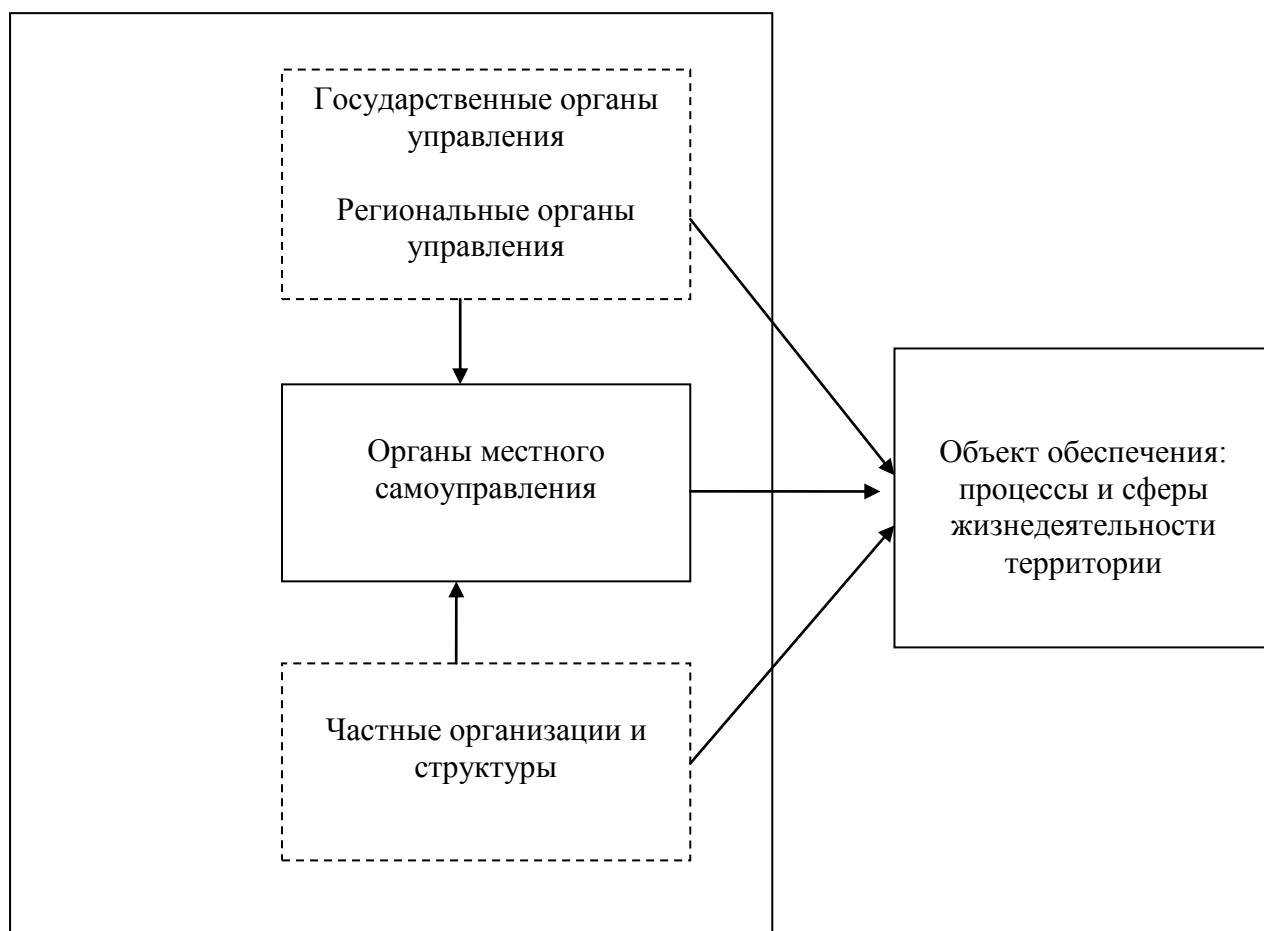 Государственные органы
управления
Региональные органы
управления
Органы местного
самоуправления
Объект обеспечения:
процессы и сферы
жизнедеятельности
территории
Частные организации и
структуры